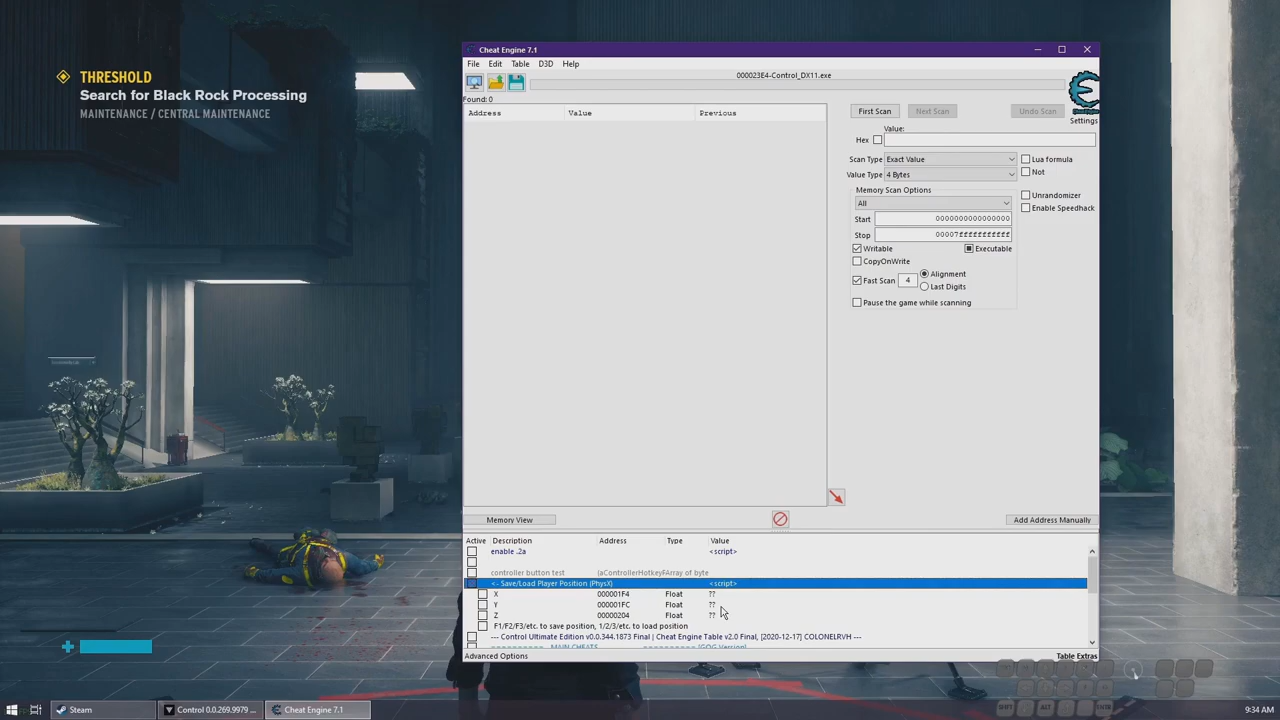 THRESHOLD
Search for Black Rock Processing
MAINTENANCE / CENTRAL MAINTENANCE
Cheat Engine 7.1
File Edit Table D3D Help
000023E4-Control_DX11.exe
Found: 0
Address Value Previous
First Scan Next Scan Undo Scan
Settings
Value:
Hex
Scan Type Exact Value Lua formula
Value Type 4 Bytes Not
Memory Scan Options
All
Unrandomizer
Enable Speedhack
Start 0000000000000000
Stop 00007fffffffffff
Writable Executable
CopyOnWrite
Fast Scan 4 Alignment
Last Digits
Pause the game while scanning
Memory View Add Address Manually
Active Description Address Type Value
enable .2a <script>
controller button test (aControllerHotkeyF Array of byte
<- Save/Load Player Position (PhysX) <script>
X 000001F4 Float ??
Y 000001FC Float ??
Z 00000204 Float ??
F1/F2/F3/etc. to save position, 1/2/3/etc. to load position
--- Control Ultimate Edition v0.0.344.1873 Final | Cheat Engine Table v2.0 Final, [2020-12-17] COLONELRVH ---
========== MAIN CHEATS ========== [GOG Version]
Advanced Options Table Extras
Steam Control 0.0.269.9979 ... Cheat Engine 7.1 9:34 AM